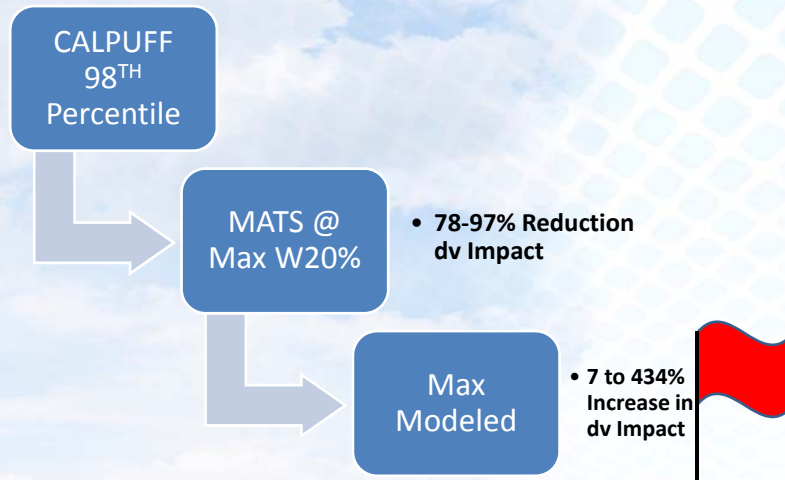 CALPUFF
98TH
Percentile
MATS @
Max W20%
• 78-97% Reduction
dv Impact
Max
Modeled
• 7 to 434%
Increase in
dv Impact